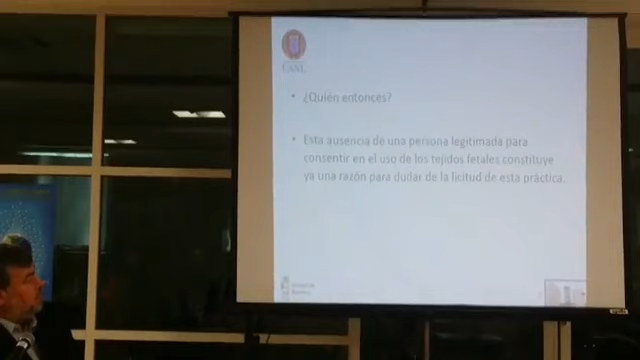 • ¿Quién entonces?
• Esta ausencia de una persona legitimada para
consentir en el uso de los tejidos fetales constituye
ya una razón para dudar de la licitud de esta práctica.